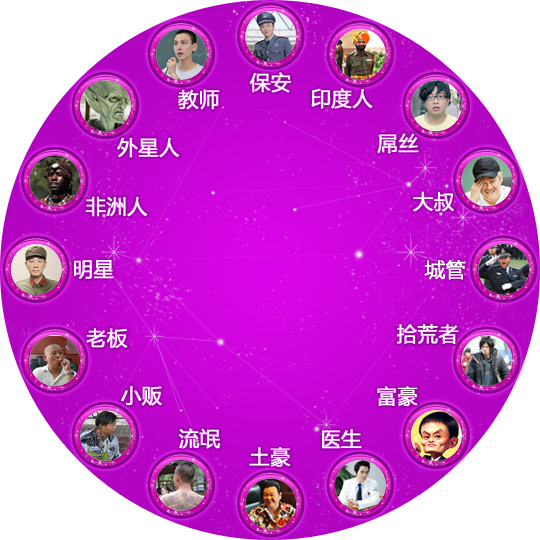 保安
印度人
屌丝
大叔
城管
拾荒者
富豪
医生
土豪
流氓
小贩
老板
明星
非洲人
外星人
教师